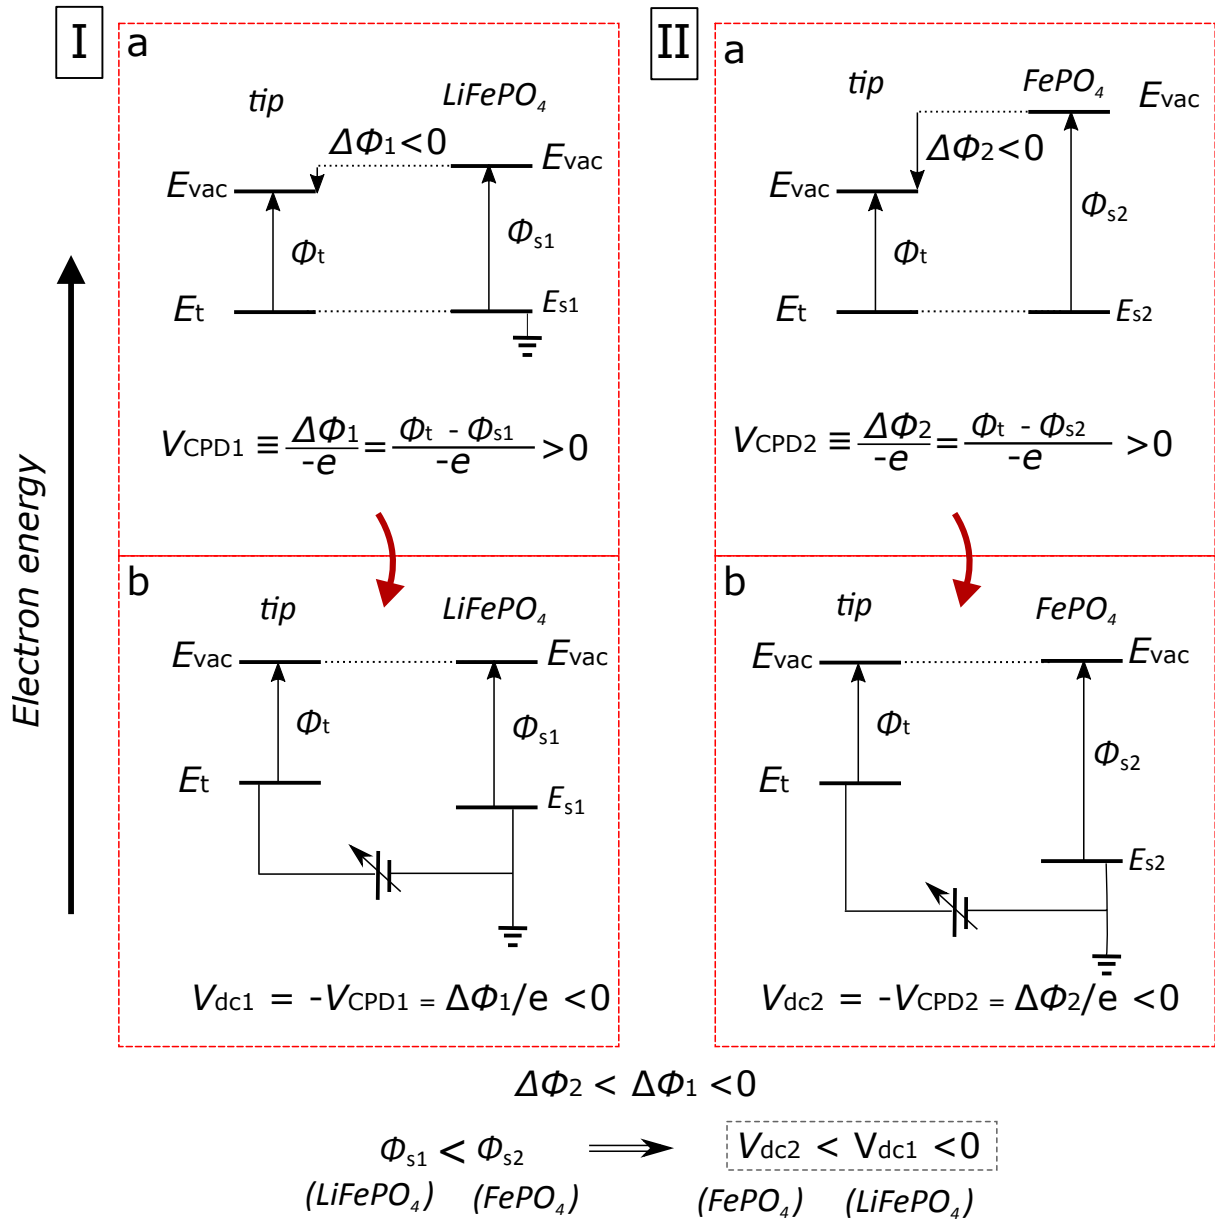 I
a
tip
LiFePO₄
ΔΦ₁<0
Evac
Evac
Φt
Φs1
Et
Es1
VCPD1 ≡ ΔΦ₁/-e = Φt - Φs1/-e >0
b
tip
LiFePO₄
Evac
Evac
Φt
Φs1
Et
Es1
Vdc1 = -VCPD1 = ΔΦ₁/e <0
II
a
tip
FePO₄
Evac
ΔΦ₂<0
Evac
Φt
Φs2
Et
Es2
VCPD2 ≡ ΔΦ₂/-e = Φt - Φs2/-e >0
b
tip
FePO₄
Evac
Evac
Φt
Φs2
Et
Es2
Vdc2 = -VCPD2 = ΔΦ₂/e <0
Electron energy
ΔΦ₂ < ΔΦ₁ <0
Φs1 < Φs2 ⟹ Vdc2 < Vdc1 <0
(LiFePO₄) (FePO₄) (FePO₄) (LiFePO₄)